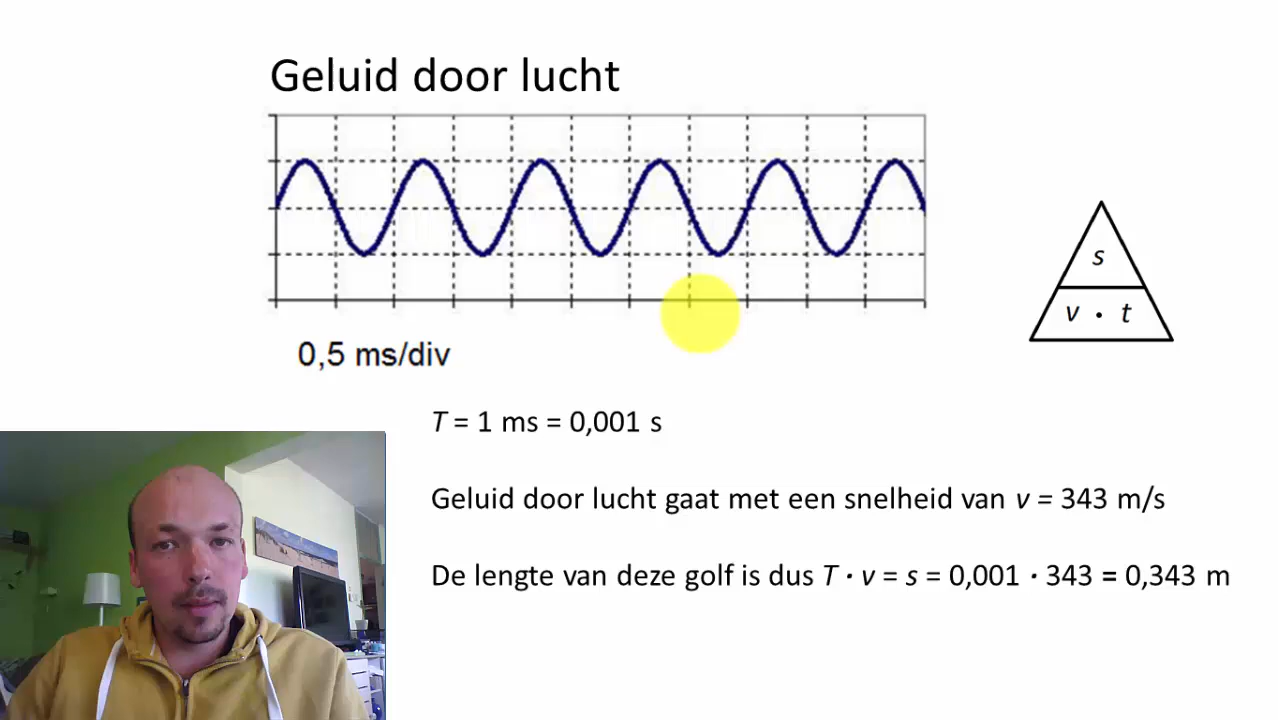 Geluid door lucht
s
v · t
0,5 ms/div
T = 1 ms = 0,001 s
Geluid door lucht gaat met een snelheid van v = 343 m/s
De lengte van deze golf is dus T · v = s = 0,001 · 343 = 0,343 m